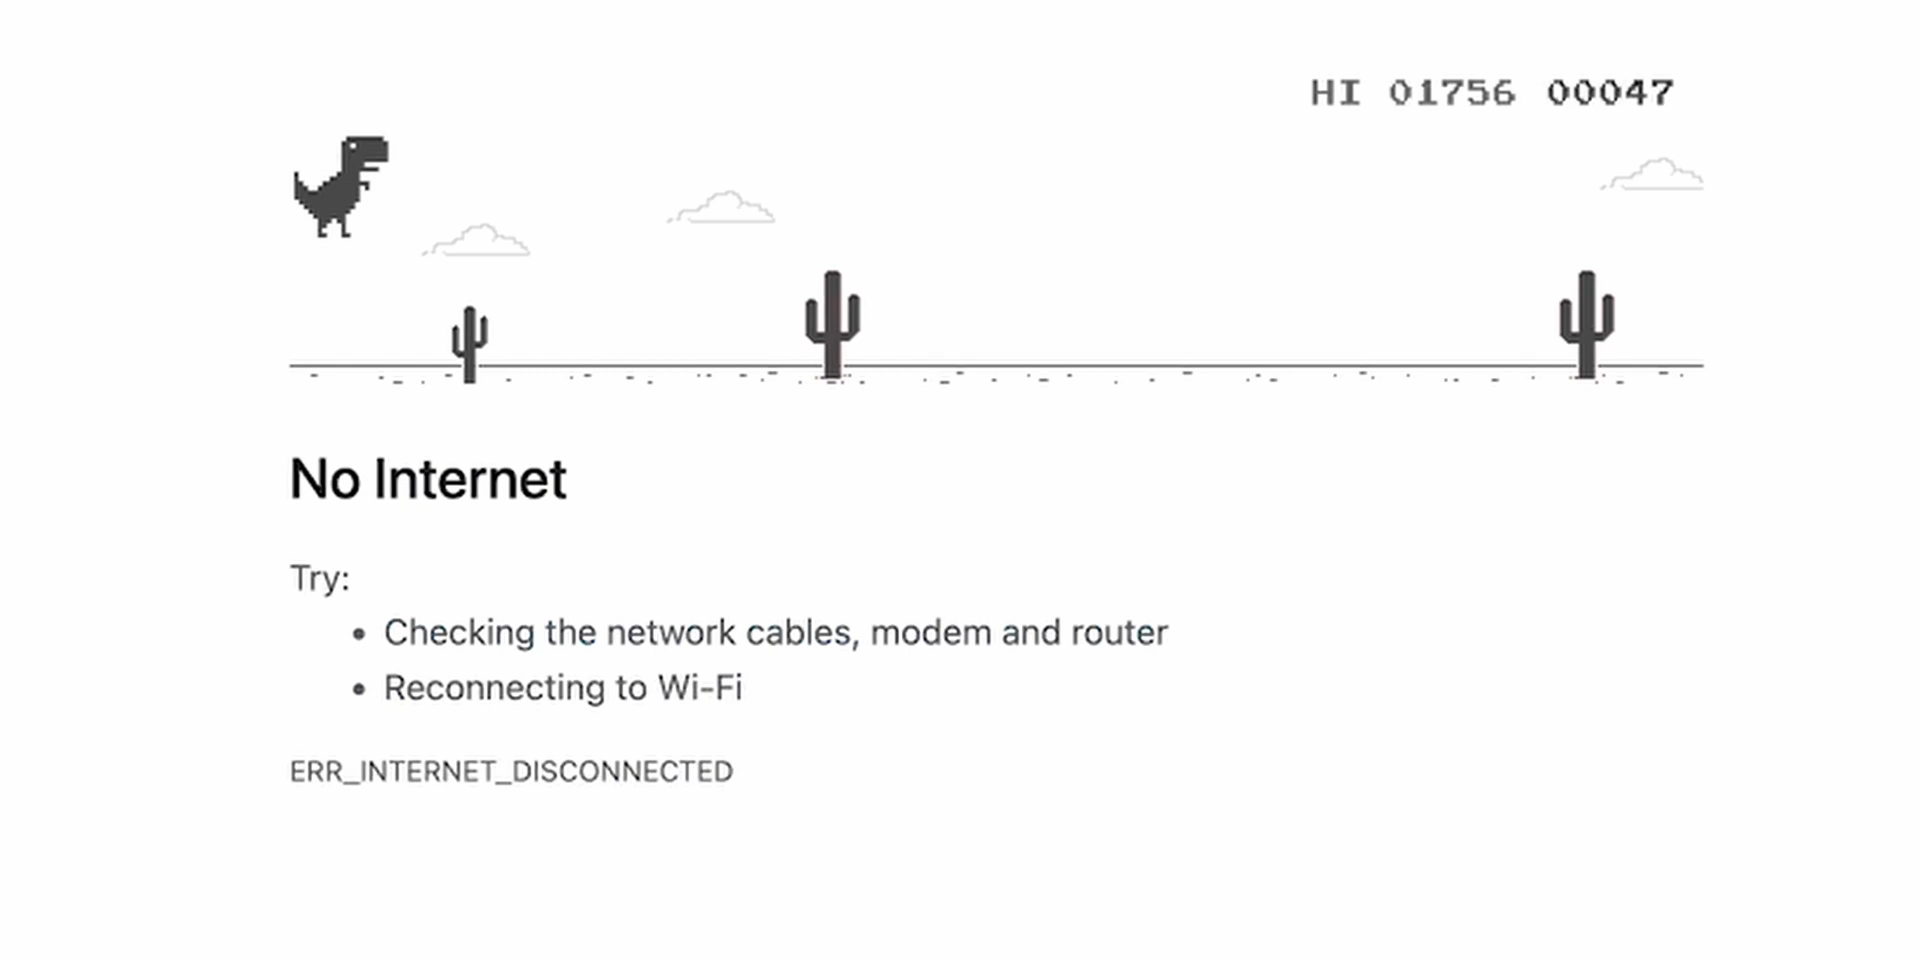 HI 01756 00047
No Internet
Try:
• Checking the network cables, modem and router
• Reconnecting to Wi-Fi
ERR_INTERNET_DISCONNECTED